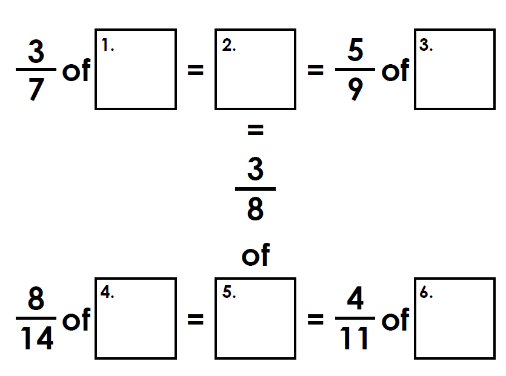 3/7 of 1. = 2. = 5/9 of 3.
=
3/8
of
8/14 of 4. = 5. = 4/11 of 6.